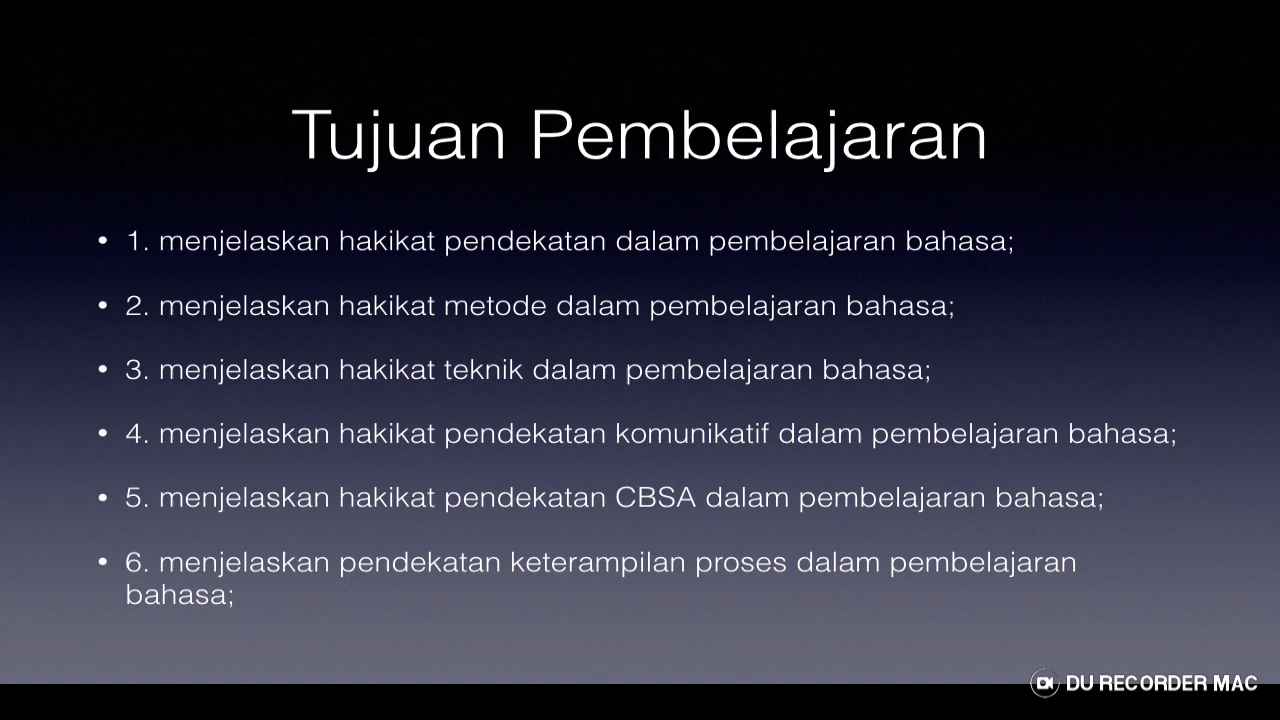 Tujuan Pembelajaran
• 1. menjelaskan hakikat pendekatan dalam pembelajaran bahasa;
• 2. menjelaskan hakikat metode dalam pembelajaran bahasa;
• 3. menjelaskan hakikat teknik dalam pembelajaran bahasa;
• 4. menjelaskan hakikat pendekatan komunikatif dalam pembelajaran bahasa;
• 5. menjelaskan hakikat pendekatan CBSA dalam pembelajaran bahasa;
• 6. menjelaskan pendekatan keterampilan proses dalam pembelajaran
bahasa;
DU RECORDER MAC